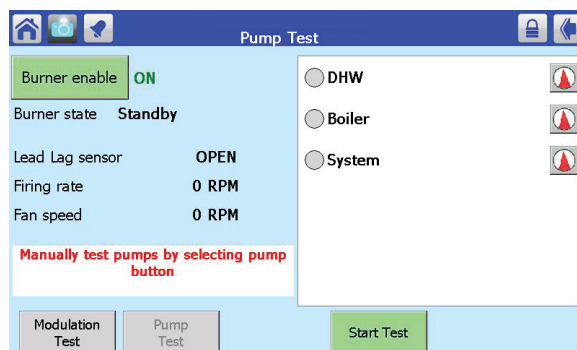 Pump Test
Burner enable ON
Burner state Standby
Lead Lag sensor OPEN
Firing rate 0 RPM
Fan speed 0 RPM
Manually test pumps by selecting pump
button
DHW
Boiler
System
Modulation
Test
Pump
Test
Start Test